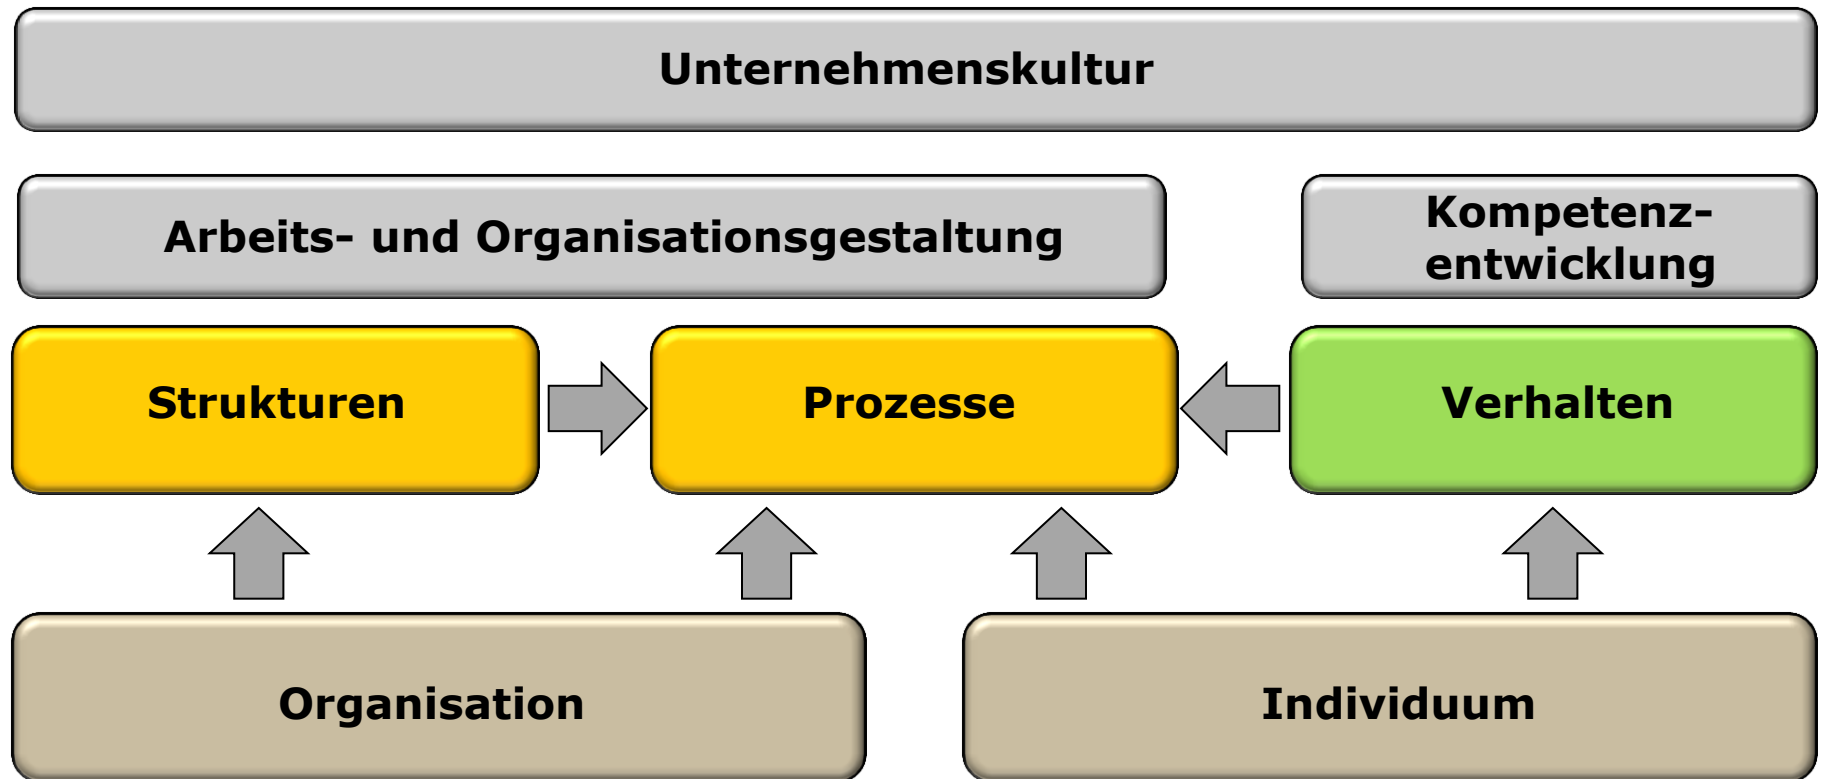 Unternehmenskultur
Arbeits- und Organisationsgestaltung
Kompetenz-
entwicklung
Strukturen
Prozesse
Verhalten
Organisation
Individuum